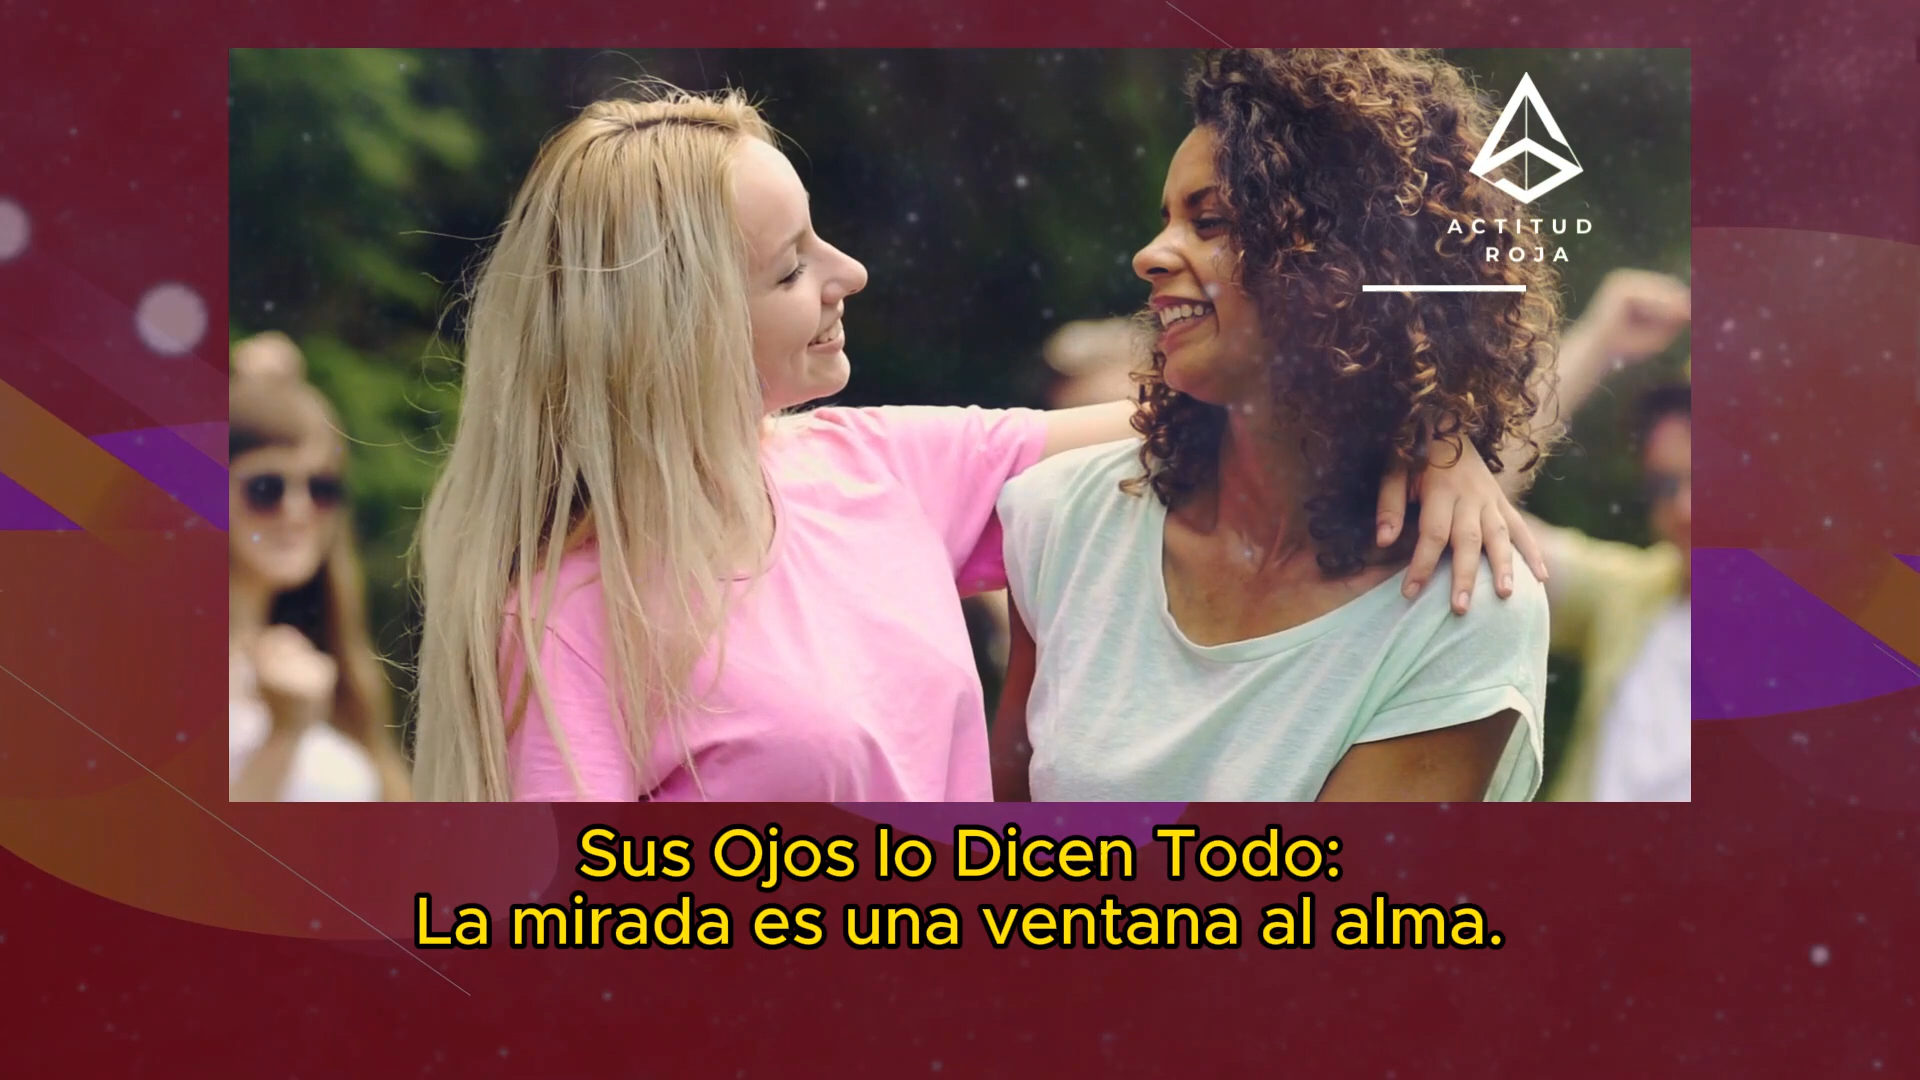 ACTITUD
ROJA
Sus Ojos lo Dicen Todo:
La mirada es una ventana al alma.